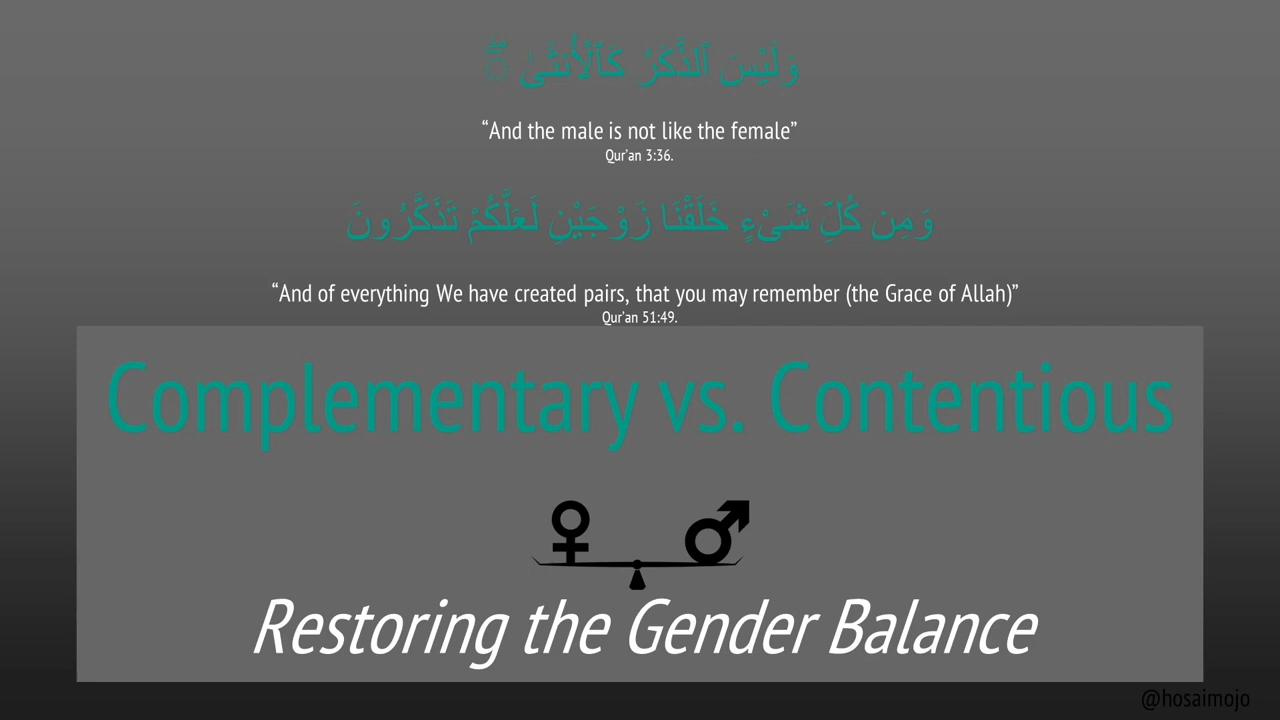 وَلَيْسَ ٱلذَّكَرُ كَٱلْأُنثَىٰ ۖ
“And the male is not like the female”
Qur’an 3:36.
وَمِن كُلِّ شَىْءٍ خَلَقْنَا زَوْجَيْنِ لَعَلَّكُمْ تَذَكَّرُونَ
“And of everything We have created pairs, that you may remember (the Grace of Allah)”
Qur’an 51:49.
Complementary vs. Contentious
Restoring the Gender Balance
@hosaimojo